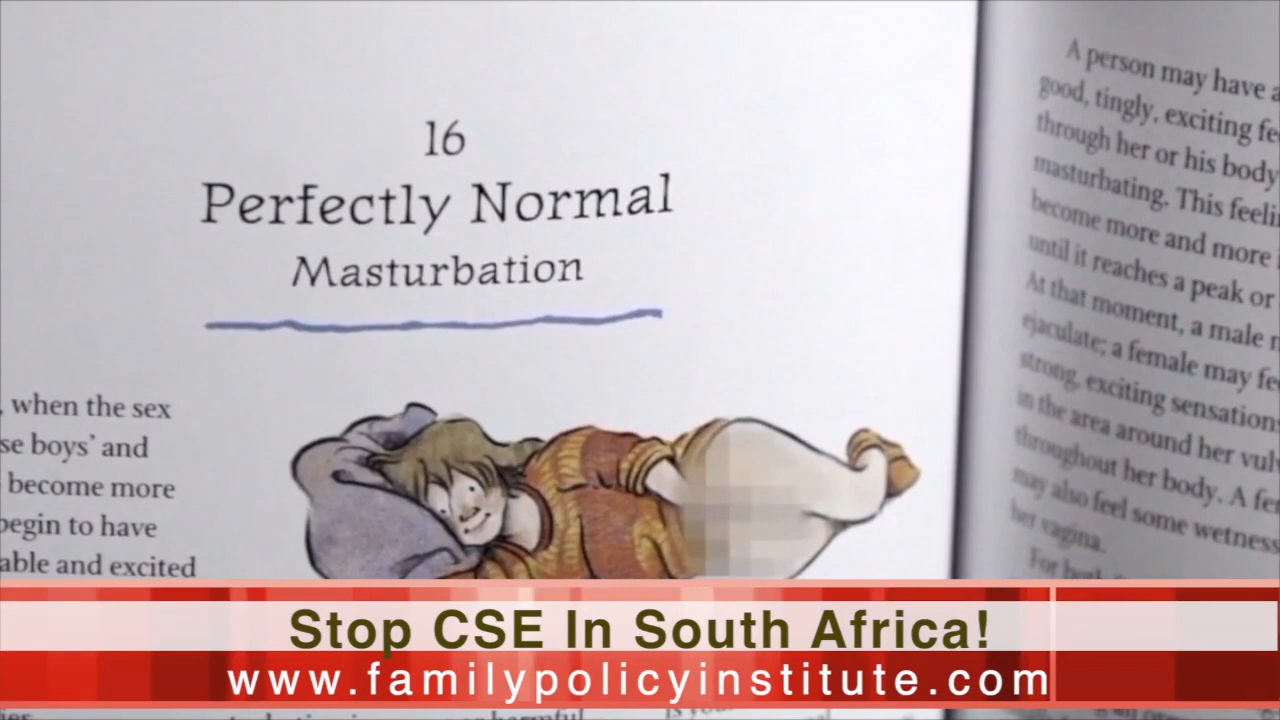 16
Perfectly Normal
Masturbation
, when the sex
se boys' and
become more
begin to have
able and excited
A person may have a
good, tingly, exciting fe
through her or his body
masturbating. This feeli
become more and more
until it reaches a peak or
At that moment, a male
ejaculate; a female may fe
strong, exciting sensation
in the area around her vul
throughout her body. A fe
may also feel some wetness
her vagina.
For both
Stop CSE In South Africa!
www.familypolicyinstitute.com